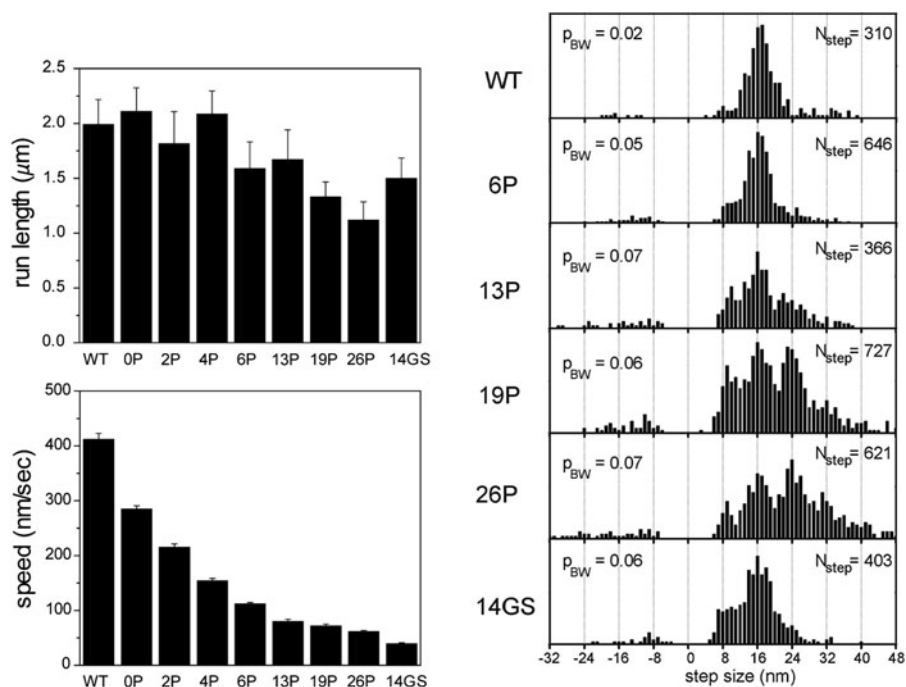 2.5
2.0
1.5
1.0
0.5
0.0
run length (μm)
WT 0P 2P 4P 6P 13P 19P 26P 14GS
500
400
300
200
100
0
speed (nm/sec)
WT 0P 2P 4P 6P 13P 19P 26P 14GS
WT
p_BW = 0.02 N_step = 310
6P
p_BW = 0.05 N_step = 646
13P
p_BW = 0.07 N_step = 366
19P
p_BW = 0.06 N_step = 727
26P
p_BW = 0.07 N_step = 621
14GS
p_BW = 0.06 N_step = 403
-32 -24 -16 -8 0 8 16 24 32 40 48
step size (nm)